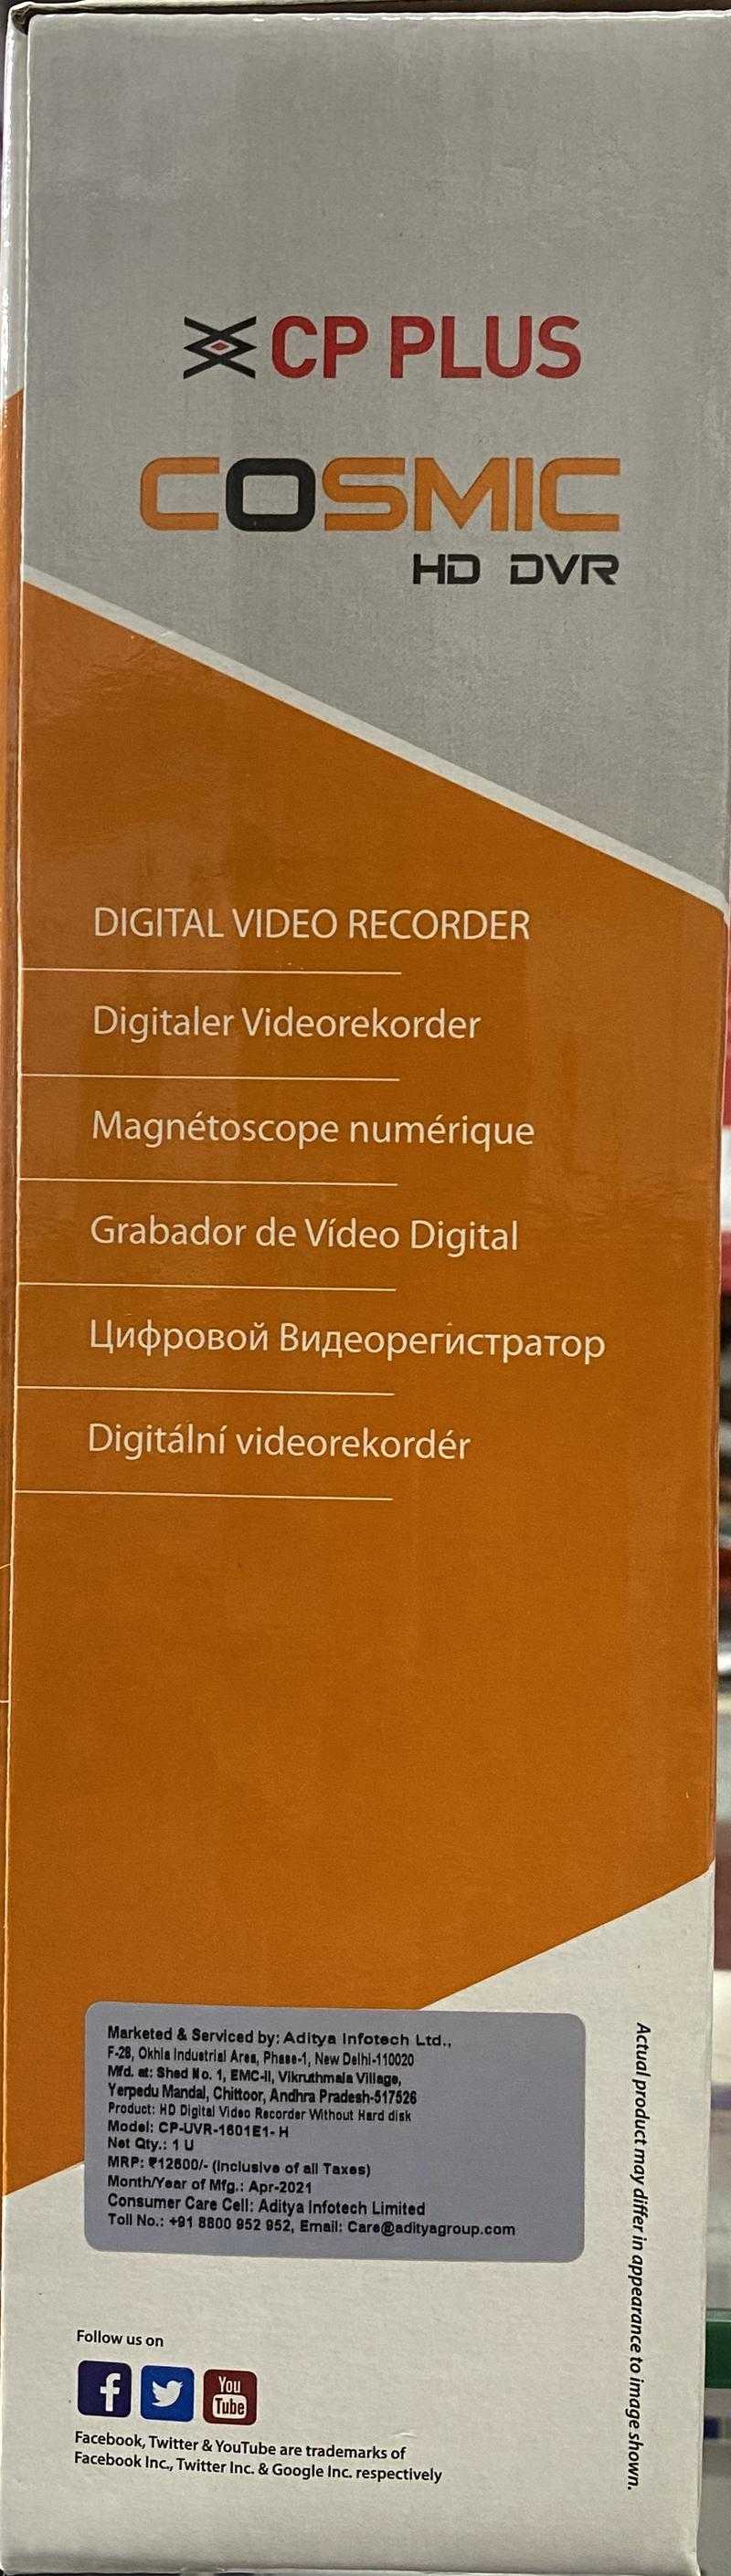 CP PLUS
COSMIC
HD DVR
DIGITAL VIDEO RECORDER
Digitaler Videorekorder
Magnétoscope numérique
Grabador de Vídeo Digital
Цифровой Видеорегистратор
Digitální videorekordér
Marketed & Serviced by: Aditya Infotech Ltd.,
F-28, Okhla Industrial Area, Phase-1, New Delhi-110020
Mfd. at: Shed No. 1, EMC-II, Vikruthmala Village,
Yerpedu Mandal, Chittoor, Andhra Pradesh-517526
Product: HD Digital Video Recorder Without Hard disk
Model: CP-UVR-1601E1- H
Net Qty.: 1 U
MRP: ₹12600/- (Inclusive of all Taxes)
Month/Year of Mfg.: Apr-2021
Consumer Care Cell: Aditya Infotech Limited
Toll No.: +91 8800 952 952, Email: Care@adityagroup.com
Actual product may differ in appearance to image shown.
Follow us on
f
You
Tube
Facebook, Twitter & YouTube are trademarks of
Facebook Inc., Twitter Inc. & Google Inc. respectively